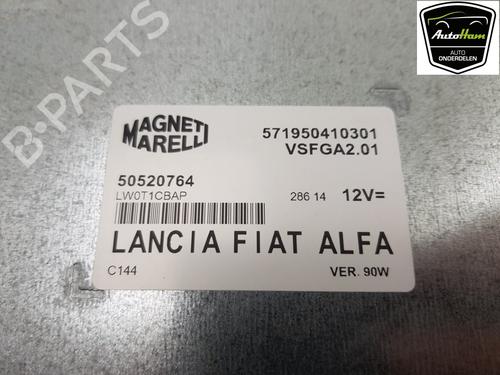 AutoHam
AUTO
ONDERDELEN
B-PARTS
MAGNETI
MARELLI
571950410301
VSFGA2.01
50520764
LW0T1CBAP
286 14 12V=
LANCIA FIAT ALFA
C144 VER. 90W